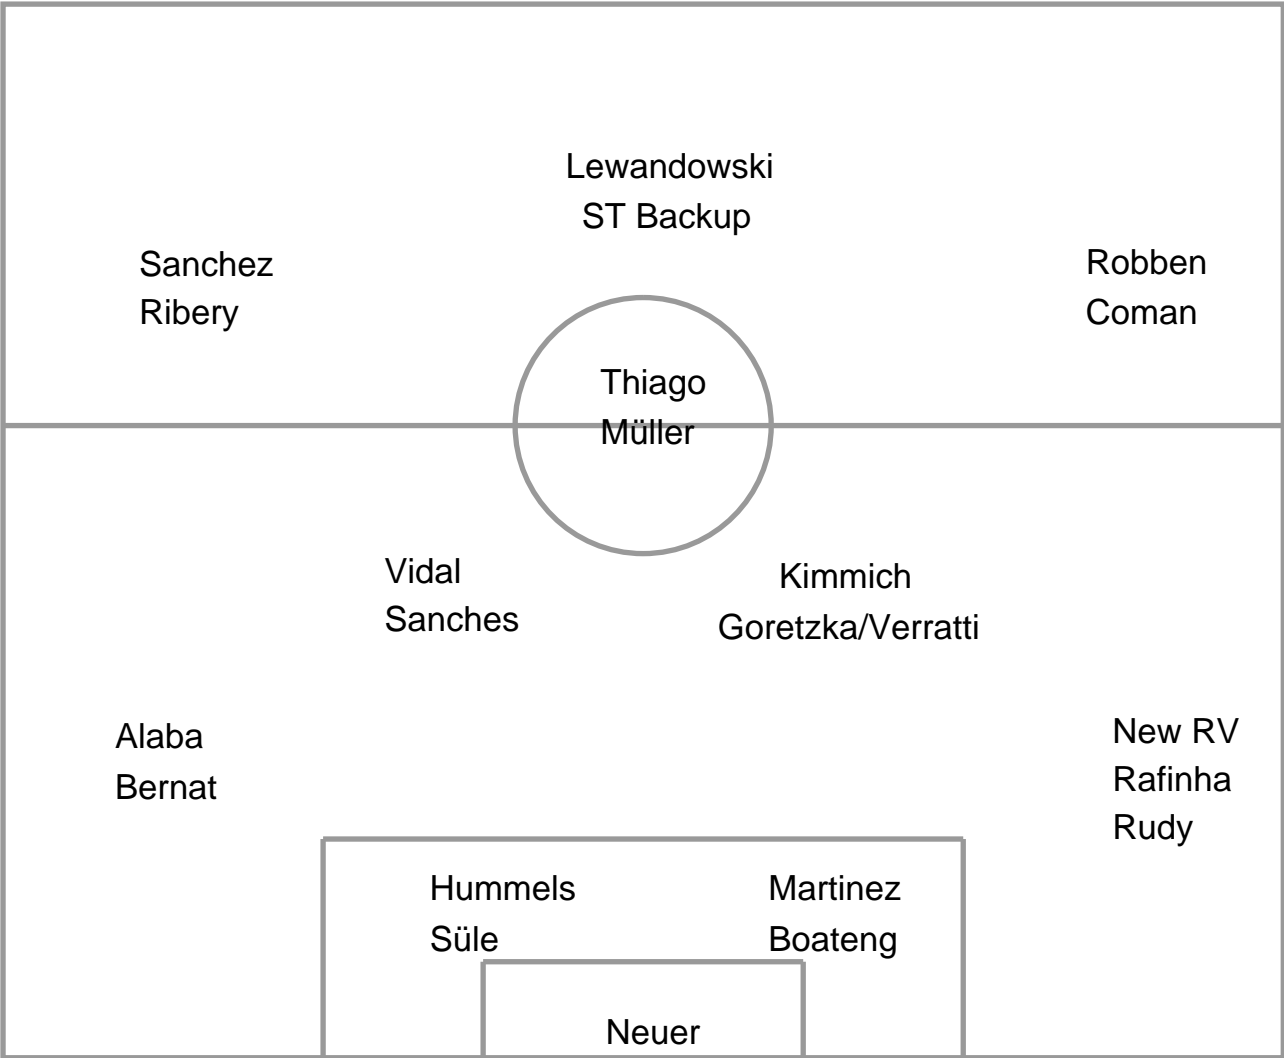 Lewandowski
ST Backup
Sanchez
Ribery
Robben
Coman
Thiago
Müller
Vidal
Sanches
Kimmich
Goretzka/Verratti
Alaba
Bernat
New RV
Rafinha
Rudy
Hummels
Süle
Martinez
Boateng
Neuer